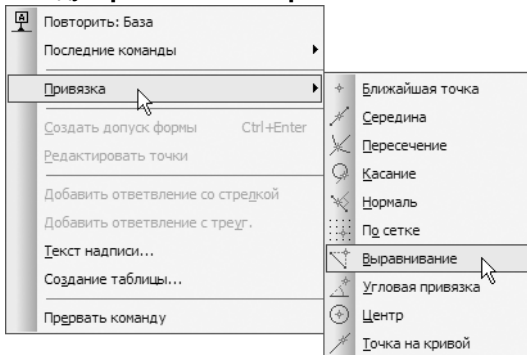 Повторить: База
Последние команды
Привязка
Создать допуск формы Ctrl+Enter
Редактировать точки
Добавить ответвление со стрелкой
Добавить ответвление с треуг.
Текст надписи...
Создание таблицы...
Прервать команду
Ближайшая точка
Середина
Пересечение
Касание
Нормаль
По сетке
Выравнивание
Угловая привязка
Центр
Точка на кривой